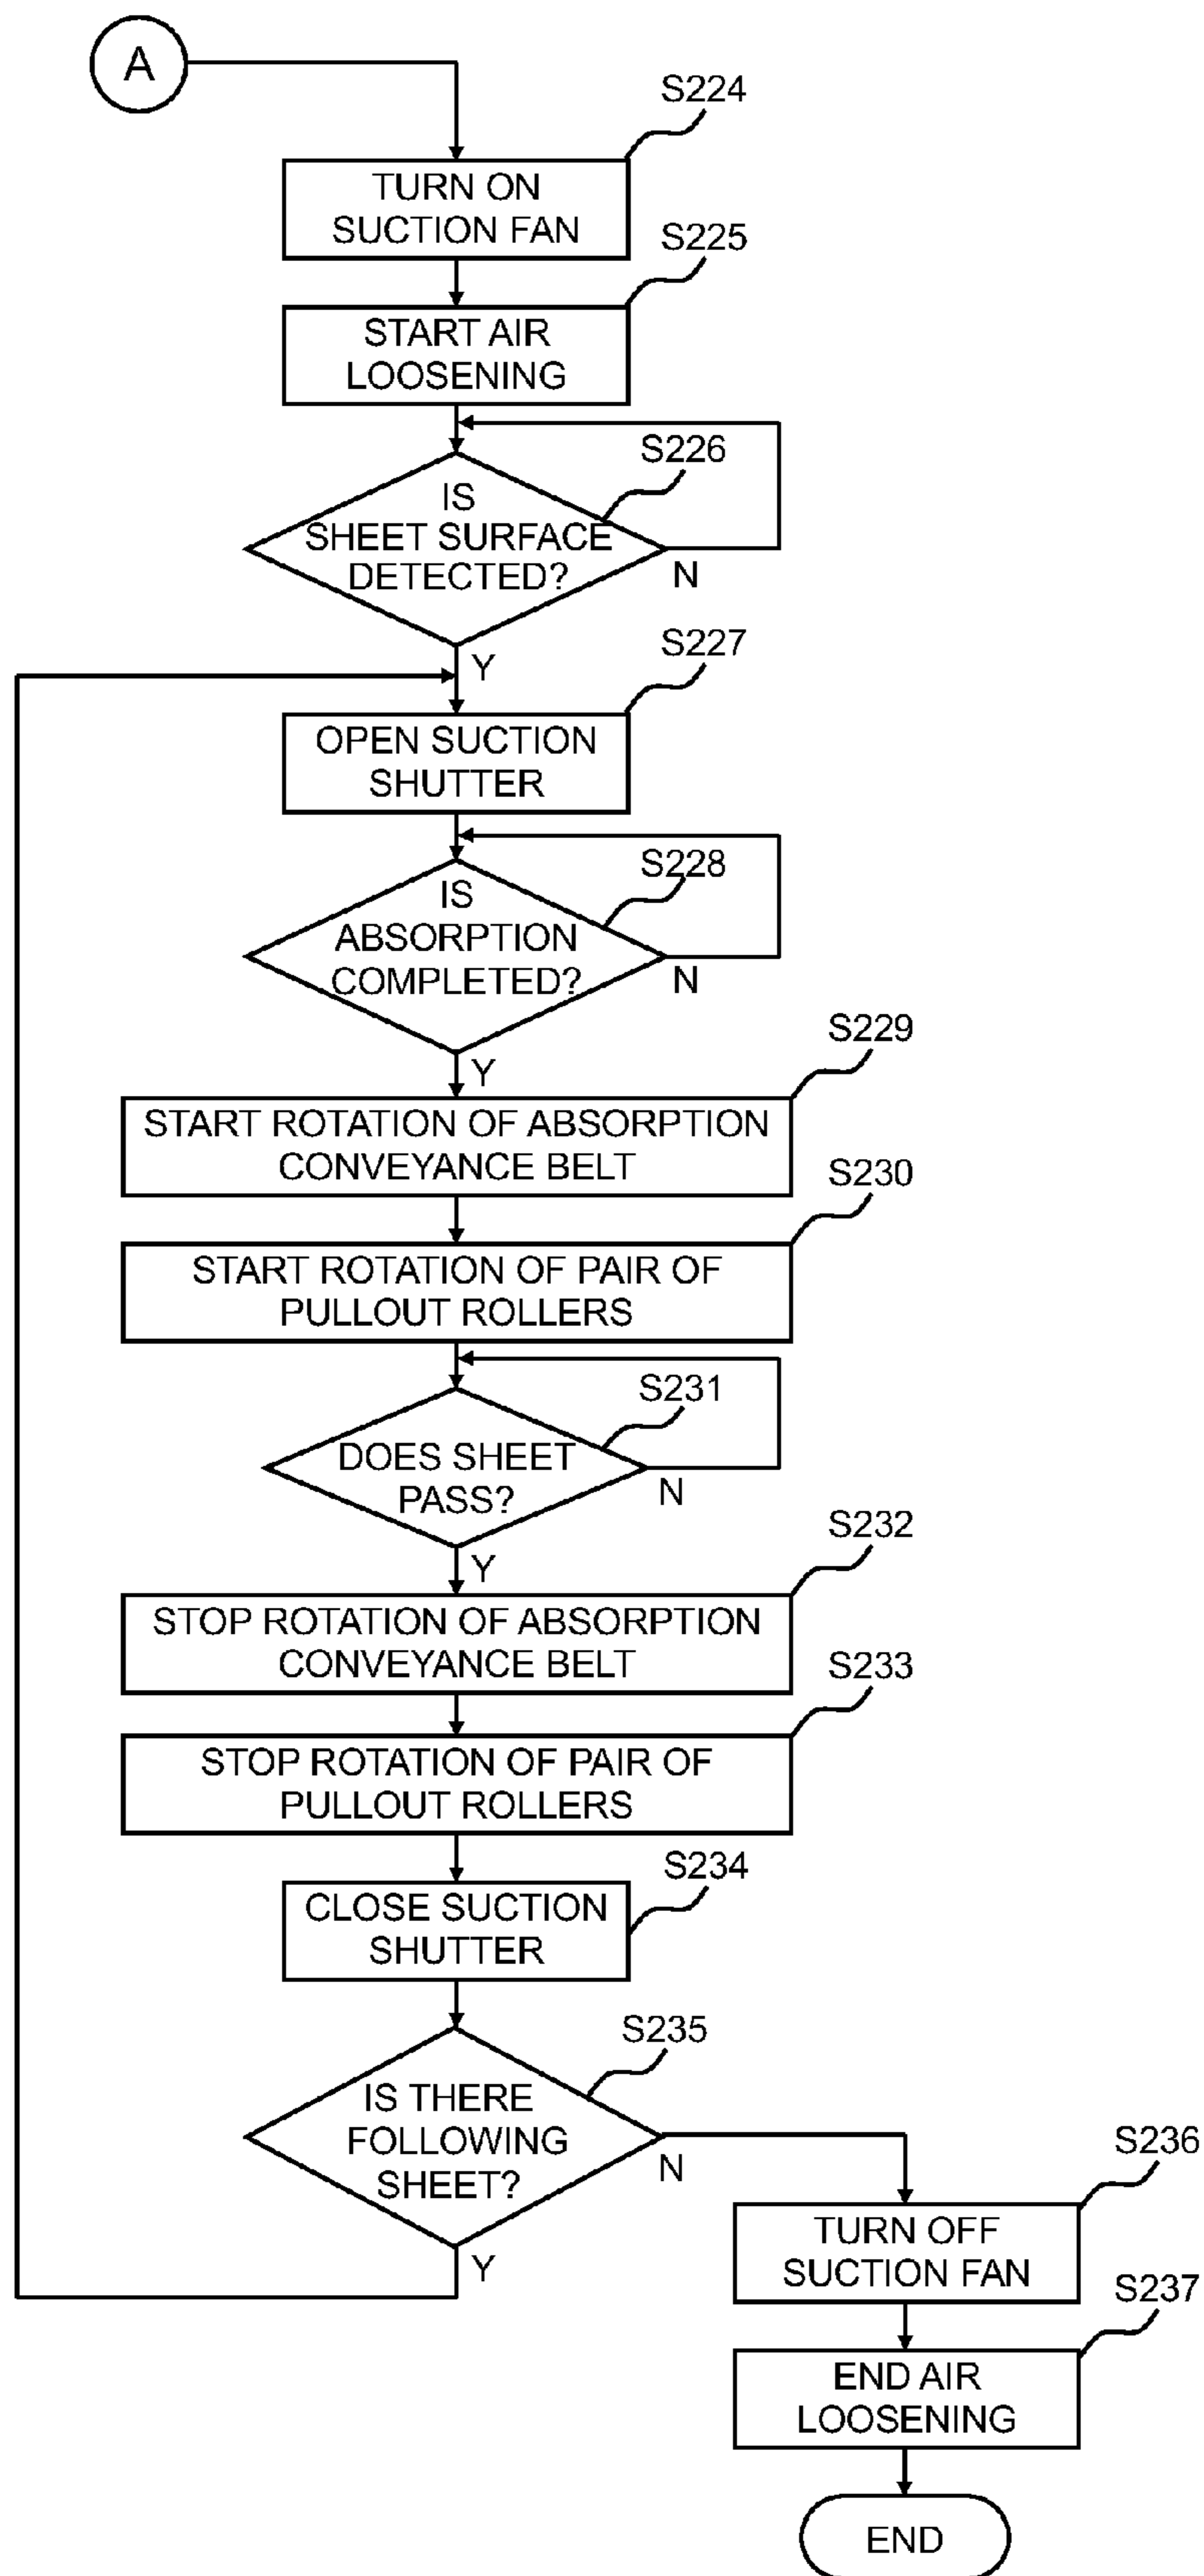 A
S224
TURN ON
SUCTION FAN
S225
START AIR
LOOSENING
S226
IS
SHEET SURFACE
DETECTED?
N
Y
S227
OPEN SUCTION
SHUTTER
S228
IS
ABSORPTION
COMPLETED?
N
Y
S229
START ROTATION OF ABSORPTION
CONVEYANCE BELT
S230
START ROTATION OF PAIR OF
PULLOUT ROLLERS
S231
DOES SHEET
PASS?
N
Y
S232
STOP ROTATION OF ABSORPTION
CONVEYANCE BELT
S233
STOP ROTATION OF PAIR OF
PULLOUT ROLLERS
S234
CLOSE SUCTION
SHUTTER
S235
IS THERE
FOLLOWING
SHEET?
N
Y
S236
TURN OFF
SUCTION FAN
S237
END AIR
LOOSENING
END